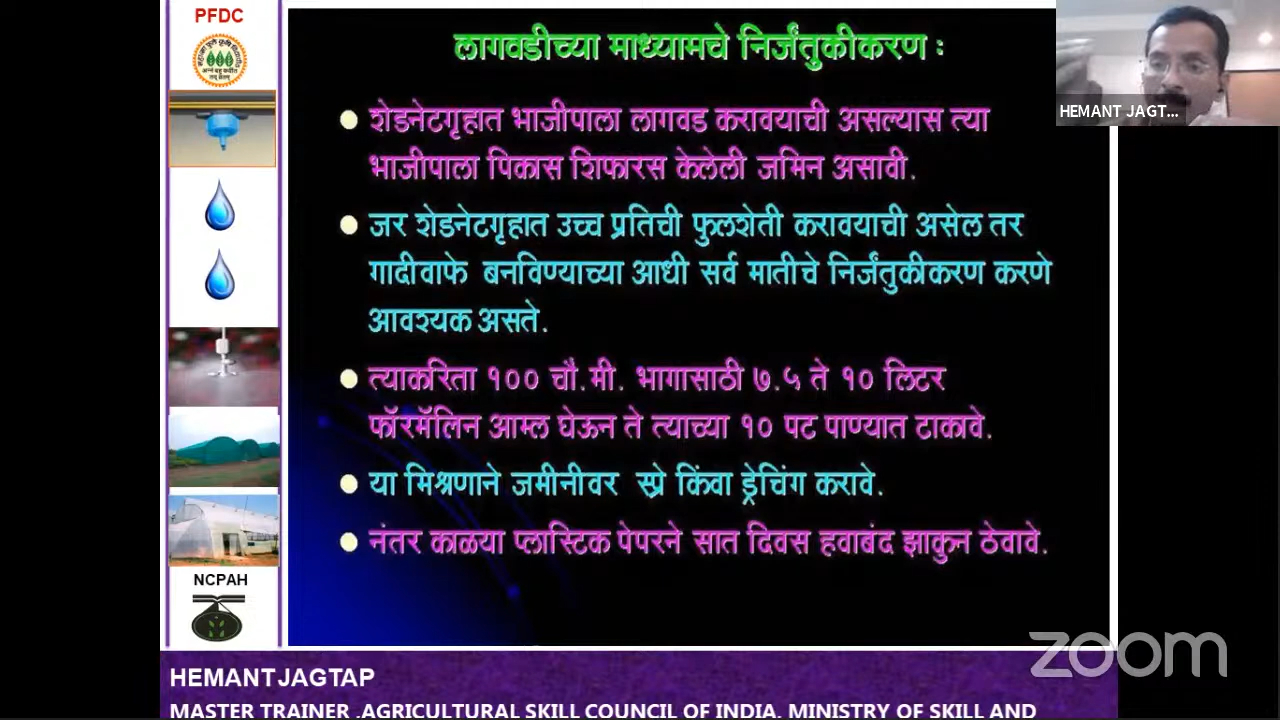 PFDC
लागवडीच्या माध्यामचे निर्जंतुकीकरण :
शेडनेटगृहात भाजीपाला लागवड करावयाची असल्यास त्या
भाजीपाला पिकास शिफारस केलेली जमिन असावी.
जर शेडनेटगृहात उच्च प्रतिची फुलशेती करावयाची असेल तर
गादीवाफे बनविण्याच्या आधी सर्व मातीचे निर्जंतुकीकरण करणे
आवश्यक असते.
त्याकरिता १०० चौ.मी. भागासाठी ७.५ ते १० लिटर
फॉरमॅलिन आम्ल घेऊन ते त्याच्या १० पट पाण्यात टाकावे.
या मिश्रणाने जमीनीवर स्प्रे किंवा ड्रेचिंग करावे.
नंतर काळया प्लास्टिक पेपरने सात दिवस हवाबंद झाकुन ठेवावे.
NCPAH
HEMANT JAGT...
zoom
HEMANT JAGTAP
MASTER TRAINER ,AGRICULTURAL SKILL COUNCIL OF INDIA, MINISTRY OF SKILL AND